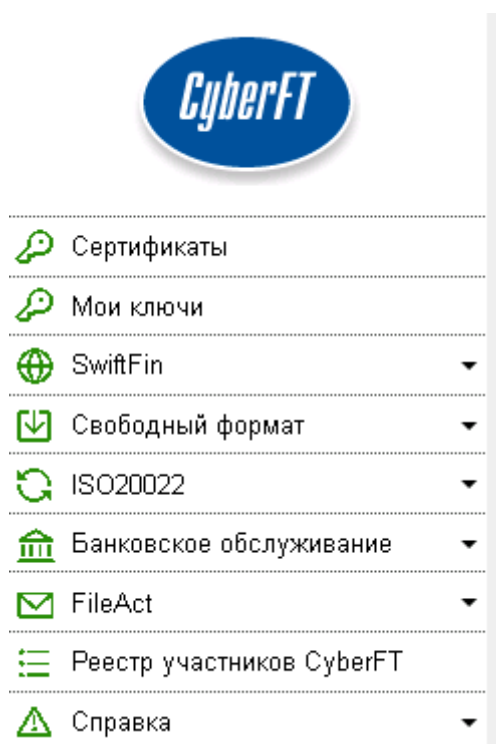 CyberFT
Сертификаты
Мои ключи
SwiftFin
Свободный формат
ISO20022
Банковское обслуживание
FileAct
Реестр участников CyberFT
Справка